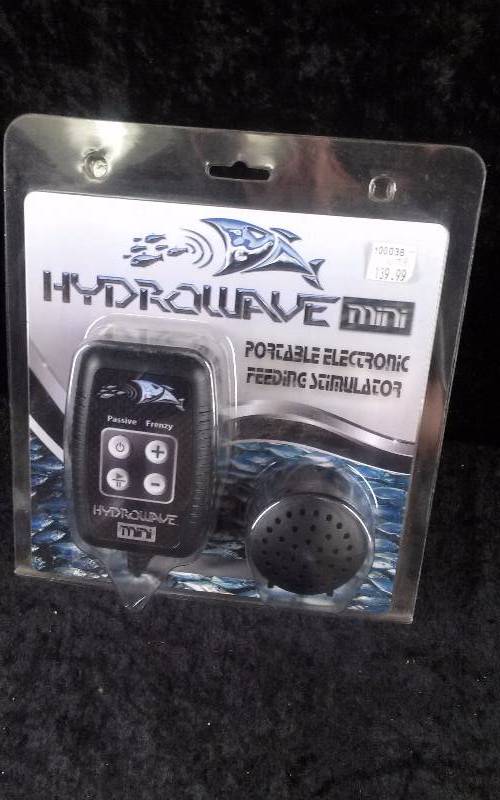 100038
139.99
HYDROWAVE mini
PORTABLE ELECTRONIC
FEEDING STIMULATOR
Passive Frenzy
HYDROWAVE
mini